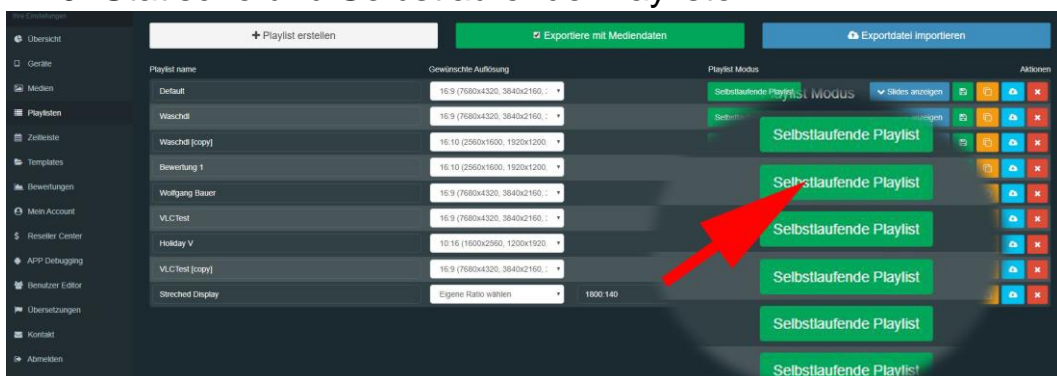 Ihre Einstellungen
Übersicht
Geräte
Medien
Playlisten
Zeitleiste
Templates
Bewertungen
Mein Account
Reseller Center
APP Debugging
Benutzer Editor
Übersetzungen
Kontakt
Abmelden
Playlist erstellen
Exportiere mit Mediendaten
Exportdatei importieren
Playlist name Gewünschte Auflösung Playlist Modus Aktionen
Default 16:9 (7680x4320, 3840x2160, Selbstlaufende Slides anzeigen
Waschdl 16:9 (7680x4320, 3840x2160,
Waschdl [copy] 16:10 (2560x1600, 1920x1200,
Bewertung 1 16:10 (2560x1600, 1920x1200,
Wolfgang Bauer 16:9 (7680x4320, 3840x2160,
VLCTest 16:9 (7680x4320, 3840x2160,
Holiday V 10:16 (1600x2560, 1200x1920,
VLCTest [copy] 16:9 (7680x4320, 3840x2160,
Streched Display Eigene Ratio wählen 1800:140
Modus
Selbstlaufende Playlist
Selbstlaufende Playlist
Selbstlaufende Playlist
Selbstlaufende Playlist
Selbstlaufende Playlist
Selbstlaufende Playlist